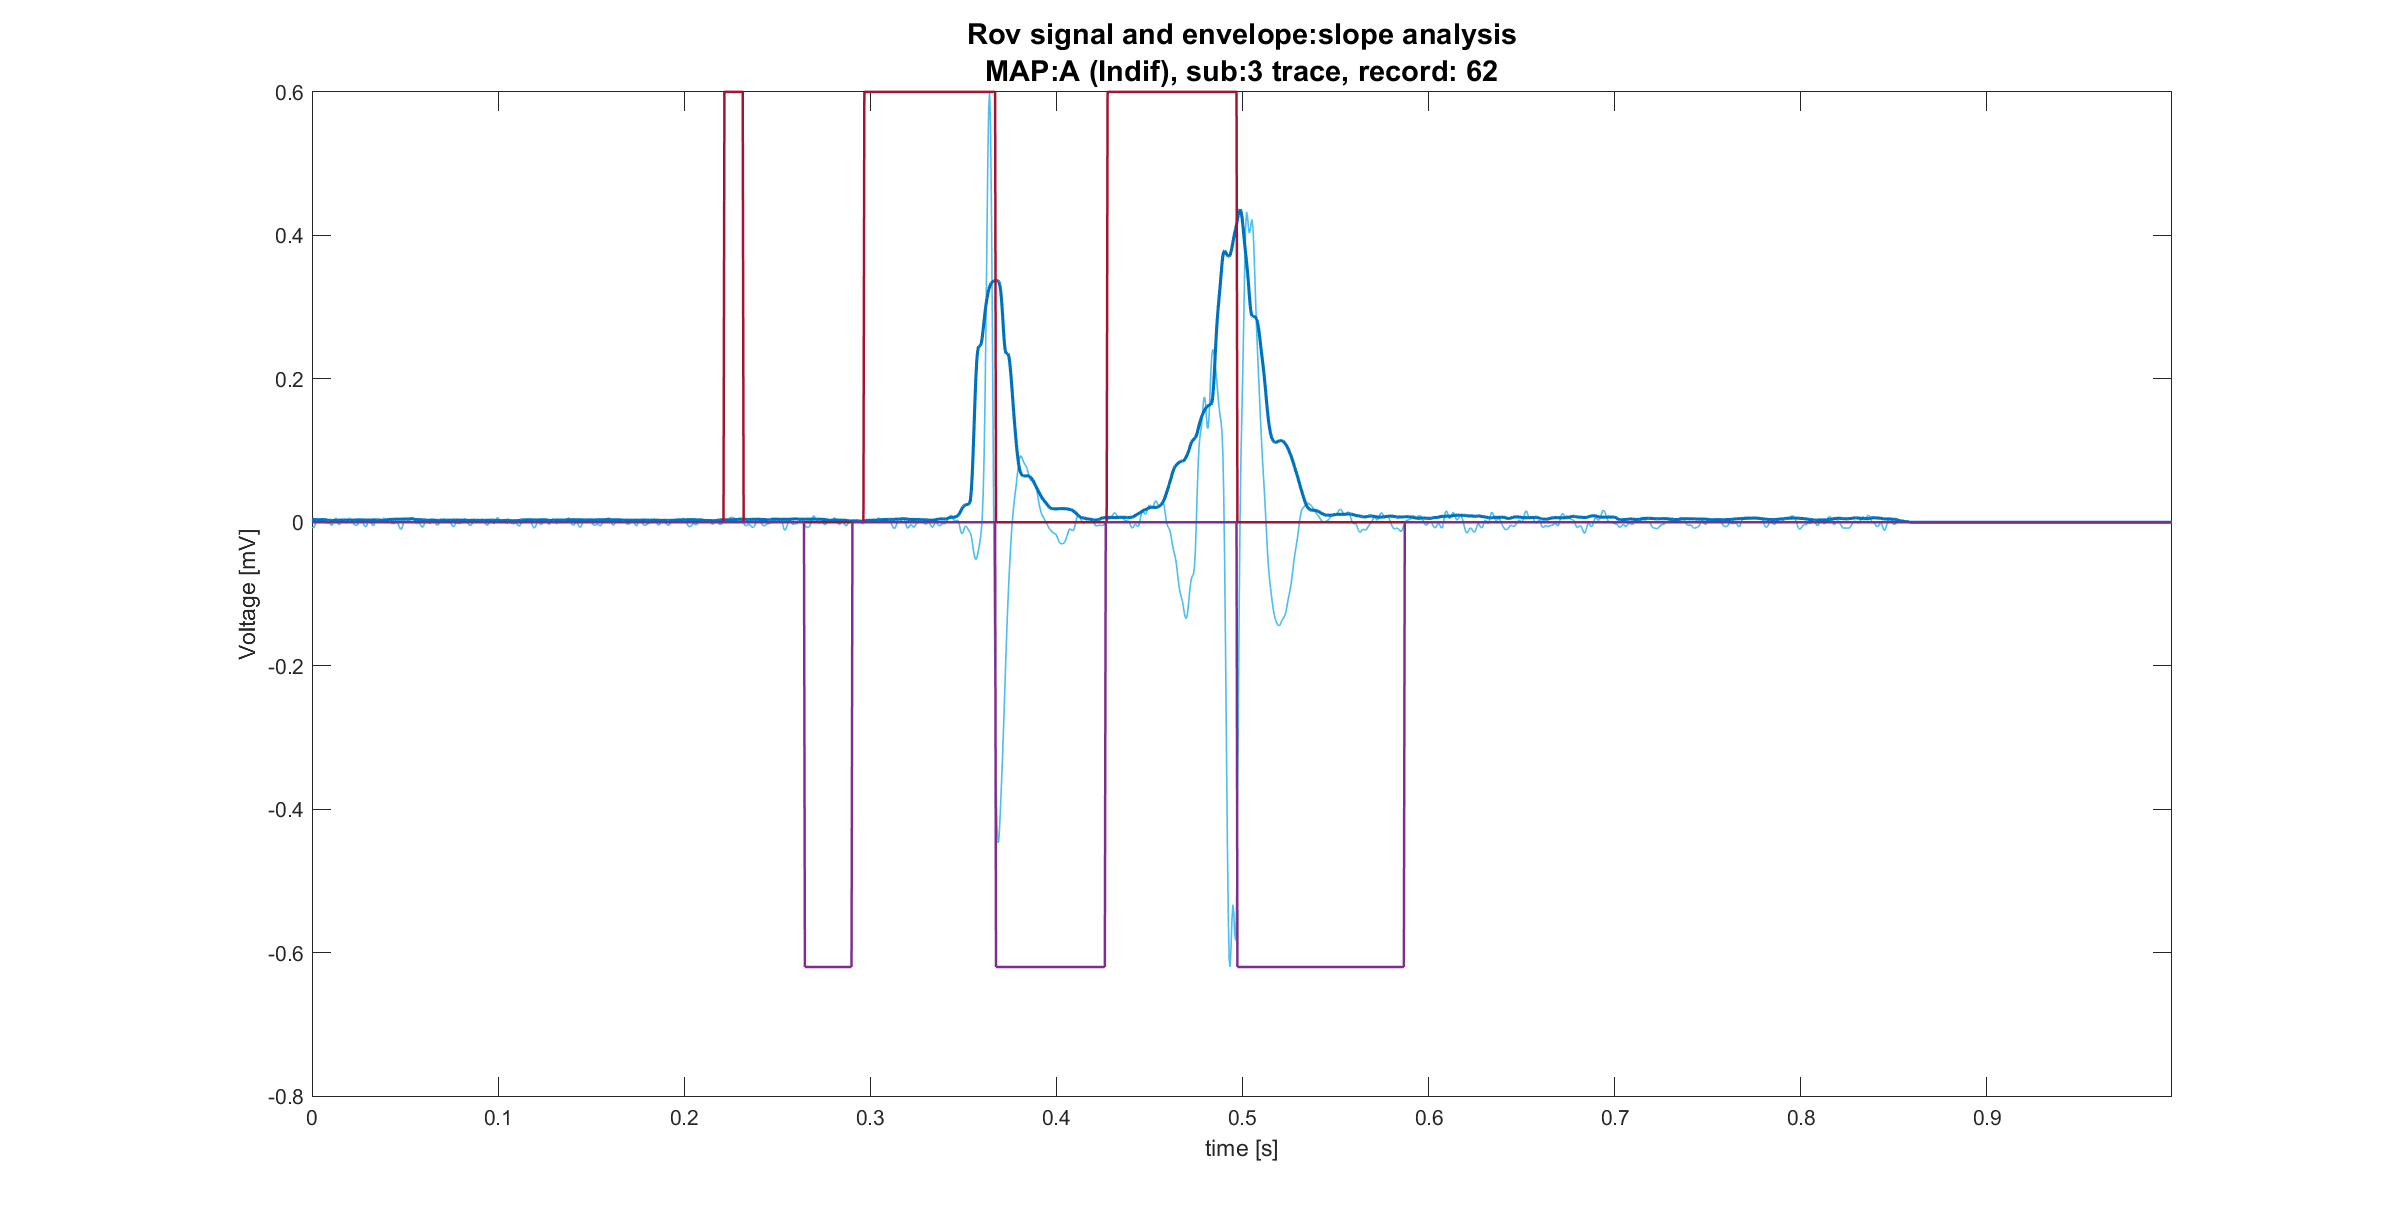 Rov signal and envelope:slope analysis
MAP:A (Indif), sub:3 trace, record: 62
0.6
0.4
0.2
0
-0.2
-0.4
-0.6
-0.8
Voltage [mV]
0 0.1 0.2 0.3 0.4 0.5 0.6 0.7 0.8 0.9
time [s]